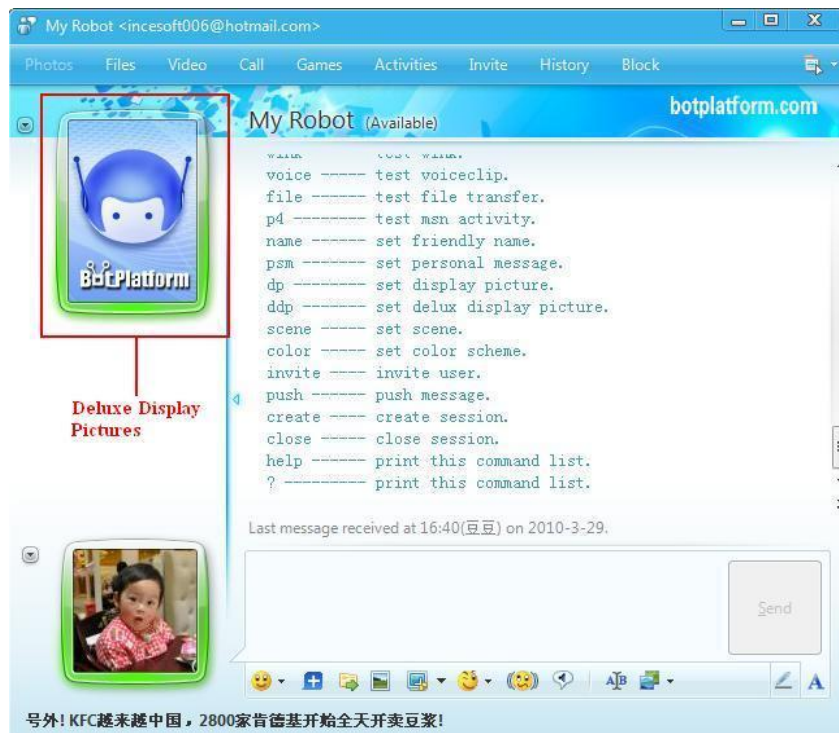 My Robot <incesoft006@hotmail.com>
Photos Files Video Call Games Activities Invite History Block
botplatform.com
My Robot (Available)
BotPlatform
Deluxe Display
Pictures
wink ----- test wink.
voice ----- test voiceclip.
file ------ test file transfer.
p4 -------- test msn activity.
name ------ set friendly name.
psm ------- set personal message.
dp -------- set display picture.
ddp ------- set delux display picture.
scene ----- set scene.
color ----- set color scheme.
invite ---- invite user.
push ------ push message.
create ---- create session.
close ----- close session.
help ------ print this command list.
? --------- print this command list.
Last message received at 16:40(豆豆) on 2010-3-29.
Send
号外! KFC越来越中国，2800家肯德基开始全天开卖豆浆!